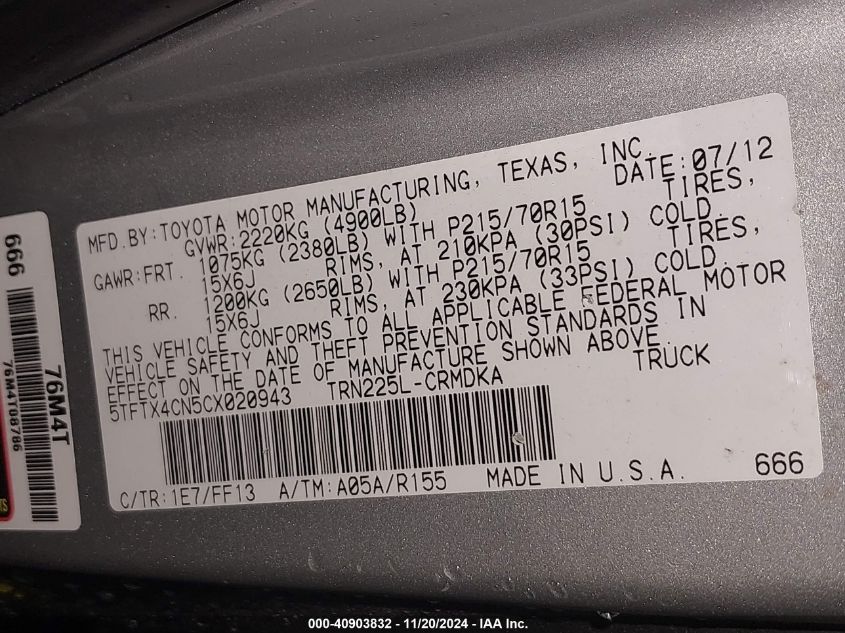 MFD.BY:TOYOTA MOTOR MANUFACTURING, TEXAS, INC.
GVWR:2220KG (4900LB) DATE:07/12
GAWR:FRT. 1075KG (2380LB) WITH P215/70R15 TIRES,
15X6J RIMS, AT 210KPA (30PSI) COLD.
RR. 1200KG (2650LB) WITH P215/70R15 TIRES,
15X6J RIMS, AT 230KPA (33PSI) COLD.
THIS VEHICLE CONFORMS TO ALL APPLICABLE FEDERAL MOTOR
VEHICLE SAFETY AND THEFT PREVENTION STANDARDS IN
EFFECT ON THE DATE OF MANUFACTURE SHOWN ABOVE.
5TFTX4CN5CX020943 TRN225L-CRMDKA TRUCK
C/TR:1E7/FF13 A/TM:A05A/R155 MADE IN U.S.A. 666
666
76M4T
76M4T08786
000-40903832 - 11/20/2024 - IAA Inc.